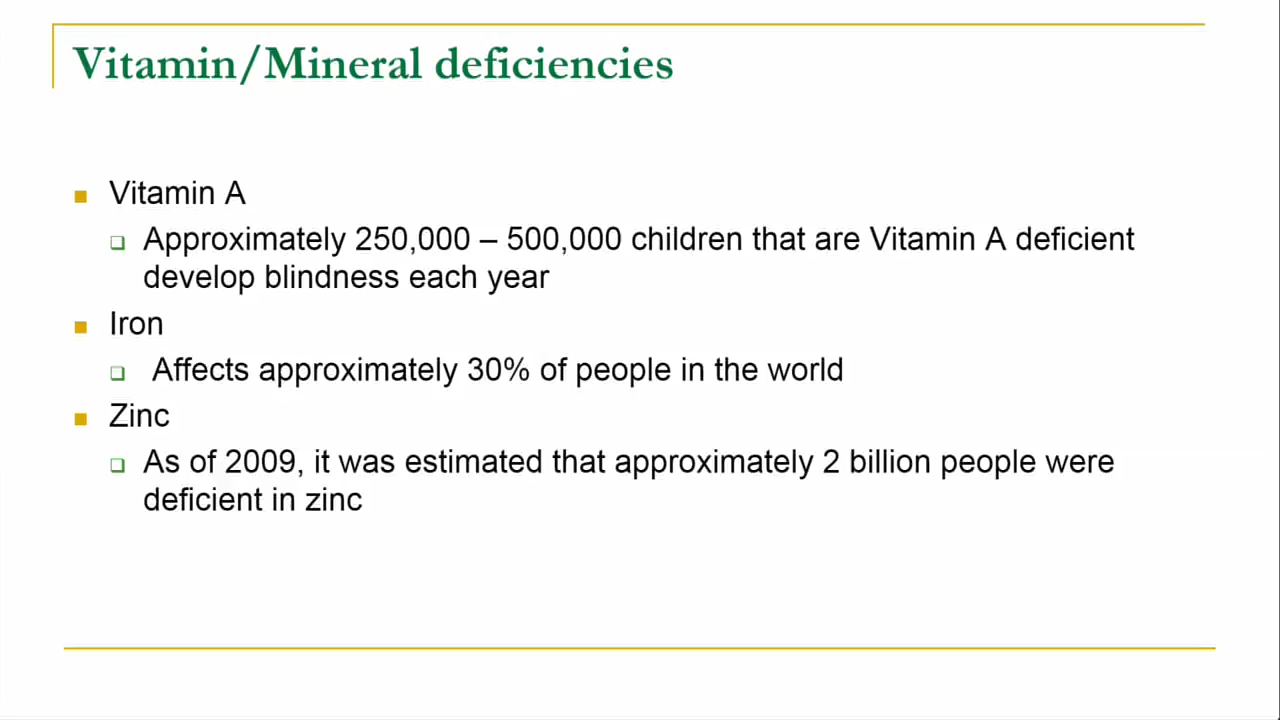 Vitamin/Mineral deficiencies
Vitamin A
Approximately 250,000 – 500,000 children that are Vitamin A deficient
develop blindness each year
Iron
Affects approximately 30% of people in the world
Zinc
As of 2009, it was estimated that approximately 2 billion people were
deficient in zinc